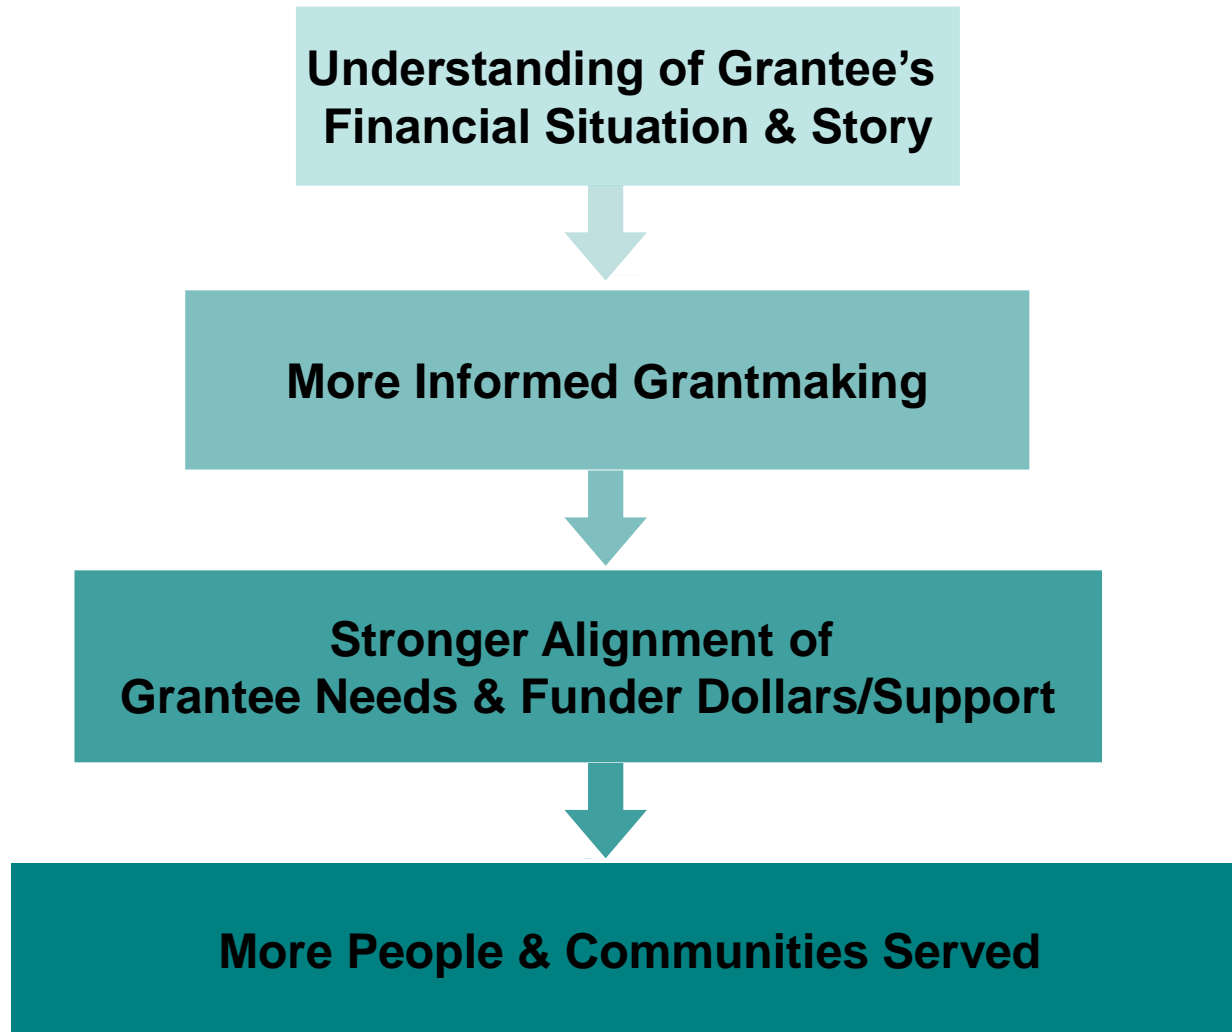 Understanding of Grantee’s
Financial Situation & Story
More Informed Grantmaking
Stronger Alignment of
Grantee Needs & Funder Dollars/Support
More People & Communities Served